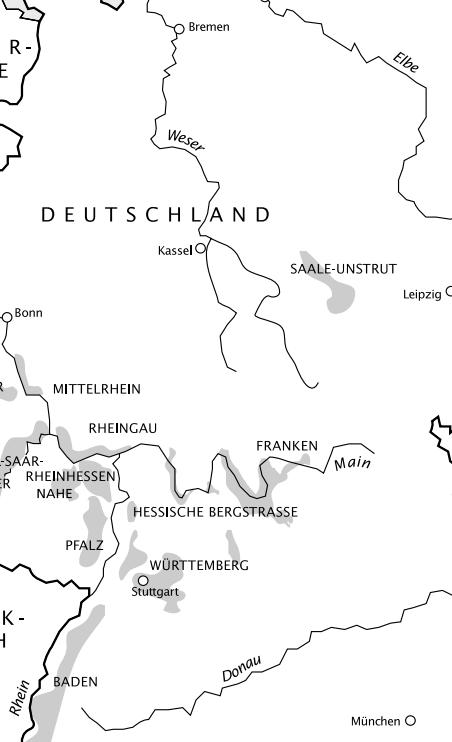 Bremen
R-
E
Elbe
Weser
DEUTSCHLAND
Kassel
SAALE-UNSTRUT
Leipzig
Bonn
R
MITTELRHEIN
RHEINGAU
FRANKEN
-SAAR-
ER
RHEINHESSEN
Main
NAHE
HESSISCHE BERGSTRASSE
PFALZ
WÜRTTEMBERG
Stuttgart
K-
H
Donau
BADEN
Rhein
München